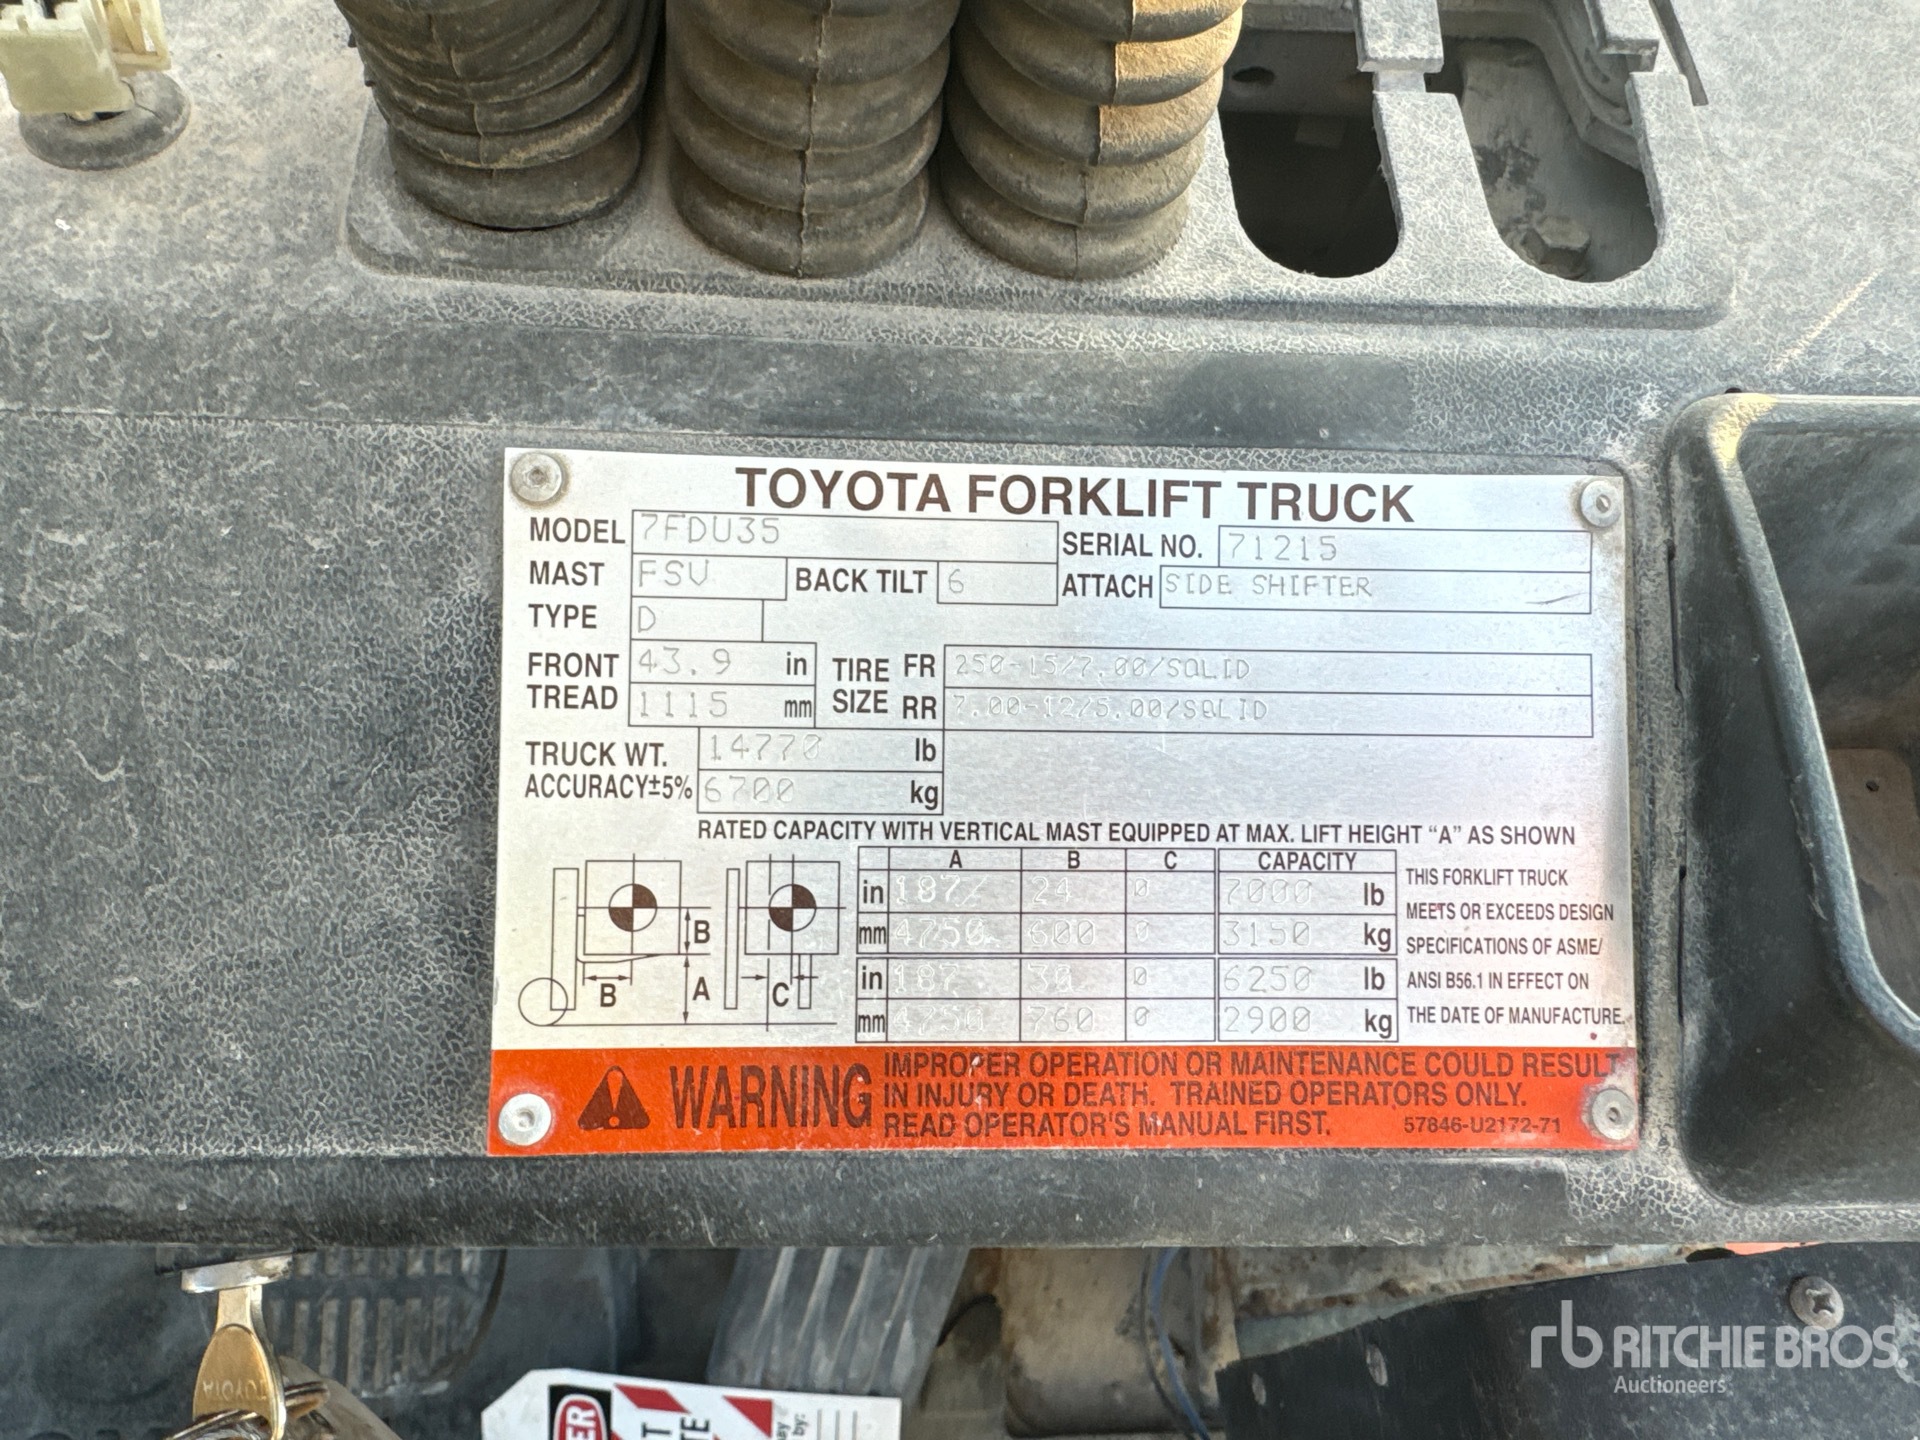 TOYOTA FORKLIFT TRUCK
MODEL 7FDU35 SERIAL NO. 71215
MAST FSV BACK TILT 6 ATTACH SIDE SHIFTER
TYPE D
FRONT TREAD 43.9 in TIRE SIZE FR 250-15/7.00/SOLID
1115 mm RR 7.00-12/5.00/SOLID
TRUCK WT. 14770 lb
ACCURACY±5% 6700 kg
RATED CAPACITY WITH VERTICAL MAST EQUIPPED AT MAX. LIFT HEIGHT "A" AS SHOWN
A B C CAPACITY
in 187 24 0 7000 lb
mm 4750 600 0 3150 kg
in 187 30 0 6250 lb
mm 4750 760 0 2900 kg
B
B A C
THIS FORKLIFT TRUCK
MEETS OR EXCEEDS DESIGN
SPECIFICATIONS OF ASME/
ANSI B56.1 IN EFFECT ON
THE DATE OF MANUFACTURE.
WARNING
IMPROPER OPERATION OR MAINTENANCE COULD RESULT
IN INJURY OR DEATH. TRAINED OPERATORS ONLY.
READ OPERATOR'S MANUAL FIRST. 57846-U2172-71
TOYOTA
rb RITCHIE BROS.
Auctioneers